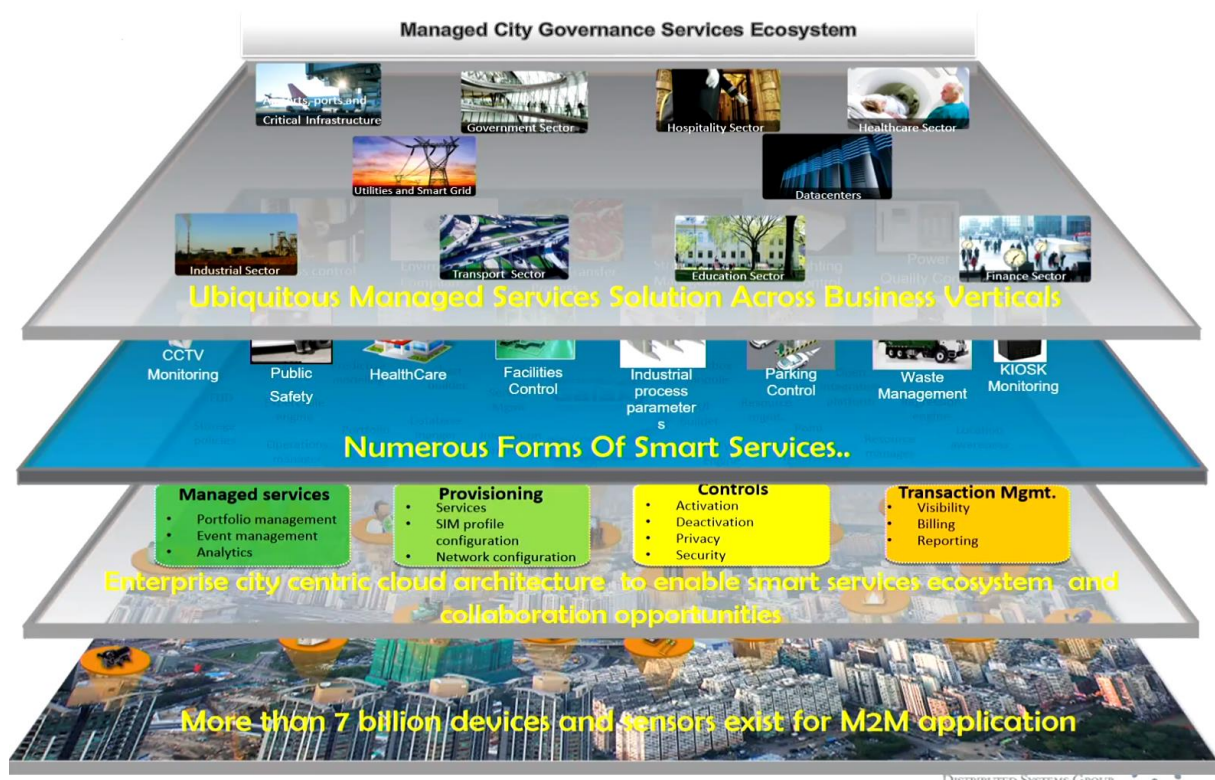 Managed City Governance Services Ecosystem
Airports, ports and
Critical Infrastructure
Government Sector
Hospitality Sector
Healthcare Sector
Utilities and Smart Grid
Datacenters
Industrial Sector
Transport Sector
Education Sector
Finance Sector
Power
Ubiquitous Managed Services Solution Across Business Verticals
CCTV
Monitoring
Public
Safety
HealthCare
Facilities
Control
Industrial
process
parameter
s
Parking
Control
Waste
Management
KIOSK
Monitoring
Numerous Forms Of Smart Services..
Managed services
• Portfolio management
• Event management
• Analytics
Provisioning
• Services
• SIM profile
configuration
• Network configuration
Controls
• Activation
• Deactivation
• Privacy
• Security
Transaction Mgmt.
• Visibility
• Billing
• Reporting
Enterprise city centric cloud architecture to enable smart services ecosystem and
collaboration opportunities
More than 7 billion devices and sensors exist for M2M application